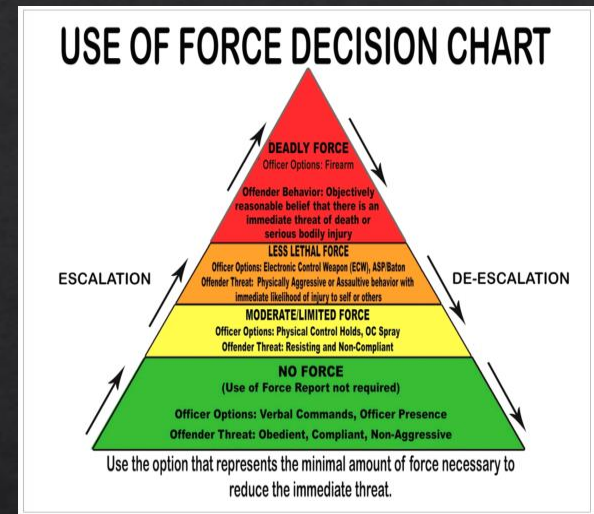 USE OF FORCE DECISION CHART
DEADLY FORCE
Officer Options: Firearm
Offender Behavior: Objectively
reasonable belief that there is an
immediate threat of death or
serious bodily injury
LESS LETHAL FORCE
Officer Options: Electronic Control Weapon (ECW), ASP/Baton
Offender Threat: Physically Aggressive or Assaultive behavior with
immediate likelihood of injury to self or others
ESCALATION
DE-ESCALATION
MODERATE/LIMITED FORCE
Officer Options: Physical Control Holds, OC Spray
Offender Threat: Resisting and Non-Compliant
NO FORCE
(Use of Force Report not required)
Officer Options: Verbal Commands, Officer Presence
Offender Threat: Obedient, Compliant, Non-Aggressive
Use the option that represents the minimal amount of force necessary to
reduce the immediate threat.